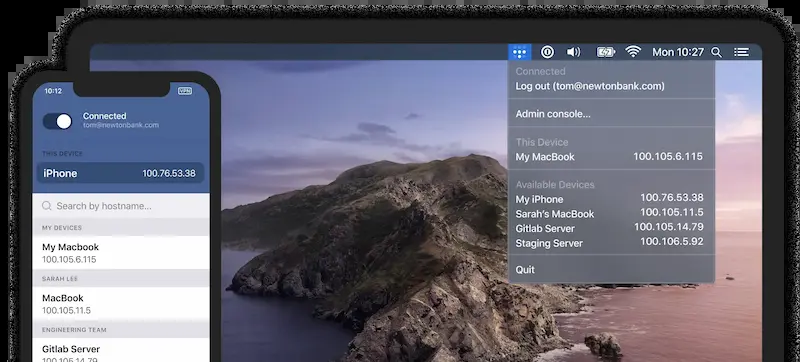 10:12
VPN
Connected
tom@newtonbank.com
THIS DEVICE
iPhone 100.76.53.38
Search by hostname...
MY DEVICES
My Macbook
100.105.6.115
SARAH LEE
MacBook
100.105.11.5
ENGINEERING TEAM
Gitlab Server
100.105.14.79
Mon 10:27
Connected
Log out (tom@newtonbank.com)
Admin console...
This Device
My MacBook 100.105.6.115
Available Devices
My iPhone 100.76.53.38
Sarah's MacBook 100.105.11.5
Gitlab Server 100.105.14.79
Staging Server 100.106.5.92
Quit